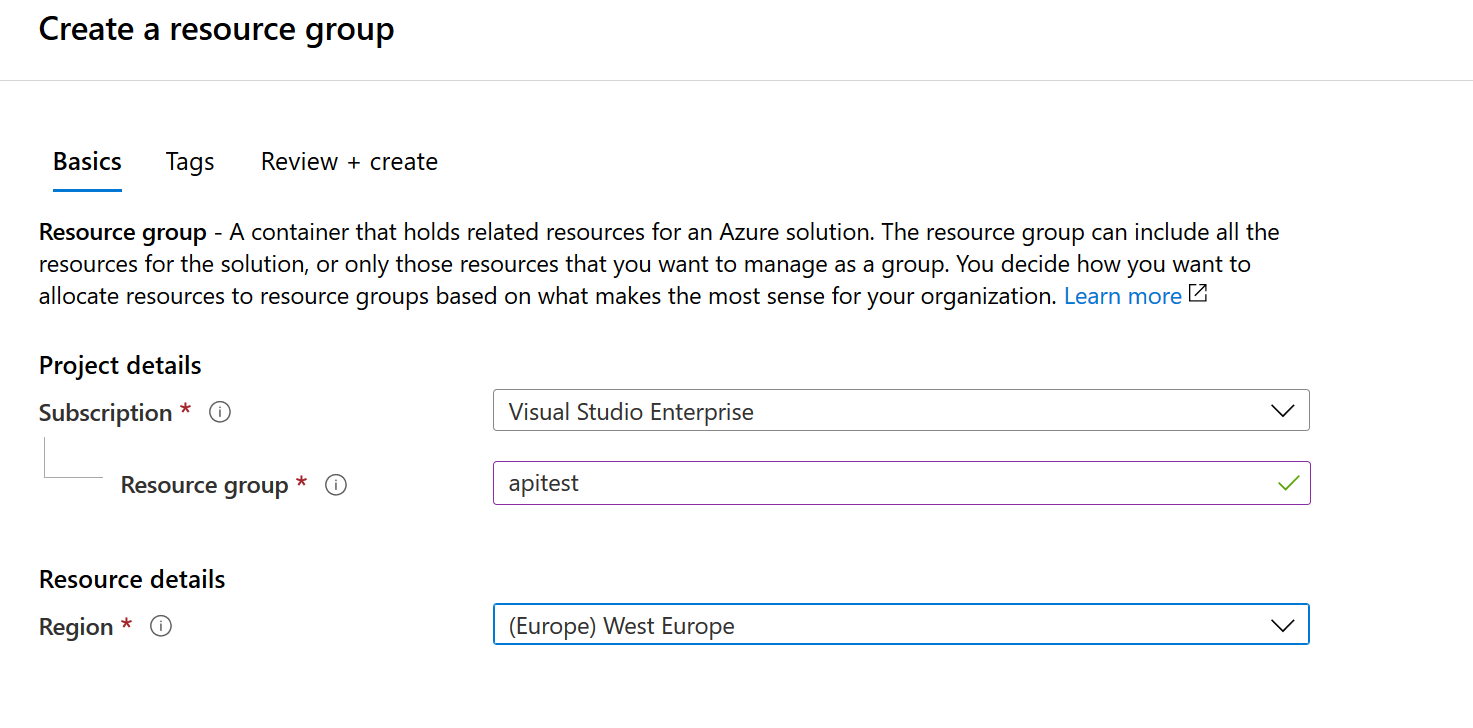 Create a resource group
Basics Tags Review + create
Resource group - A container that holds related resources for an Azure solution. The resource group can include all the
resources for the solution, or only those resources that you want to manage as a group. You decide how you want to
allocate resources to resource groups based on what makes the most sense for your organization. Learn more
Project details
Subscription * Visual Studio Enterprise
Resource group * apitest
Resource details
Region * (Europe) West Europe